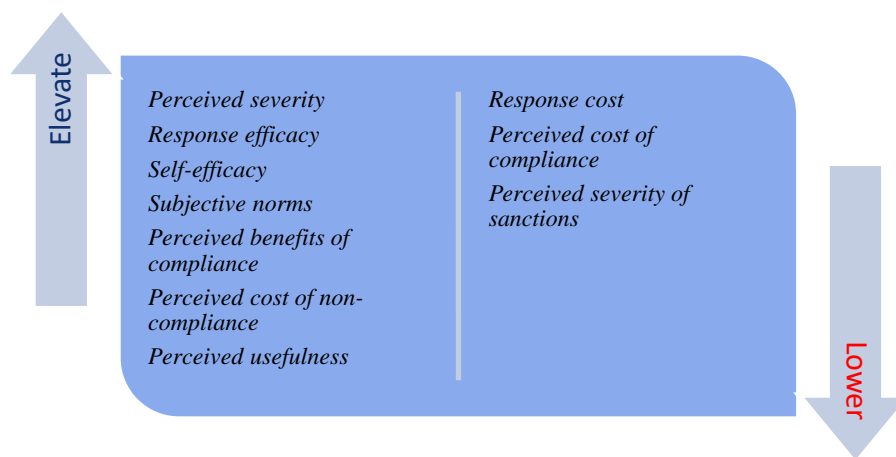 Elevate
Perceived severity
Response efficacy
Self-efficacy
Subjective norms
Perceived benefits of
compliance
Perceived cost of non-
compliance
Perceived usefulness
Response cost
Perceived cost of
compliance
Perceived severity of
sanctions
Lower